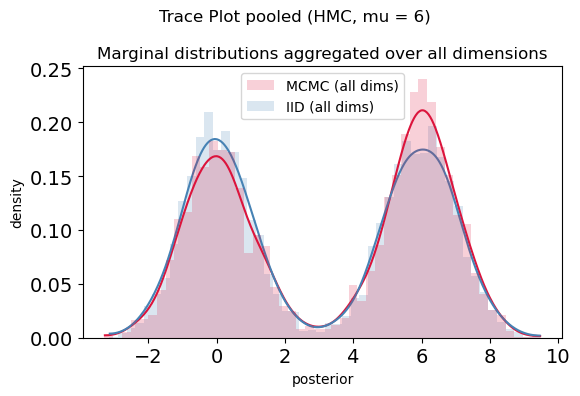 Trace Plot pooled (HMC, mu = 6)
Marginal distributions aggregated over all dimensions
MCMC (all dims)
IID (all dims)
density
0.25
0.20
0.15
0.10
0.05
0.00
−2
0
2
4
6
8
10
posterior